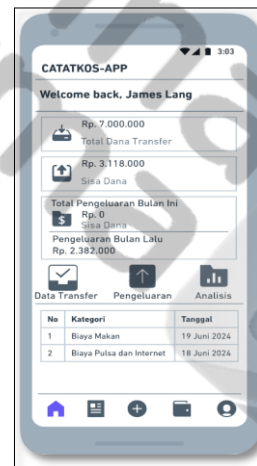 3:03
CATATKOS-APP
Welcome back, James Lang
Rp. 7.000.000
Total Dana Transfer
Rp. 3.118.000
Sisa Dana
Total Pengeluaran Bulan Ini
Rp. 0
Sisa Dana
Pengeluaran Bulan Lalu
Rp. 2.382.000
Data Transfer Pengeluaran Analisis
No Kategori Tanggal
1 Biaya Makan 19 Juni 2024
2 Biaya Pulsa dan Internet 18 Juni 2024